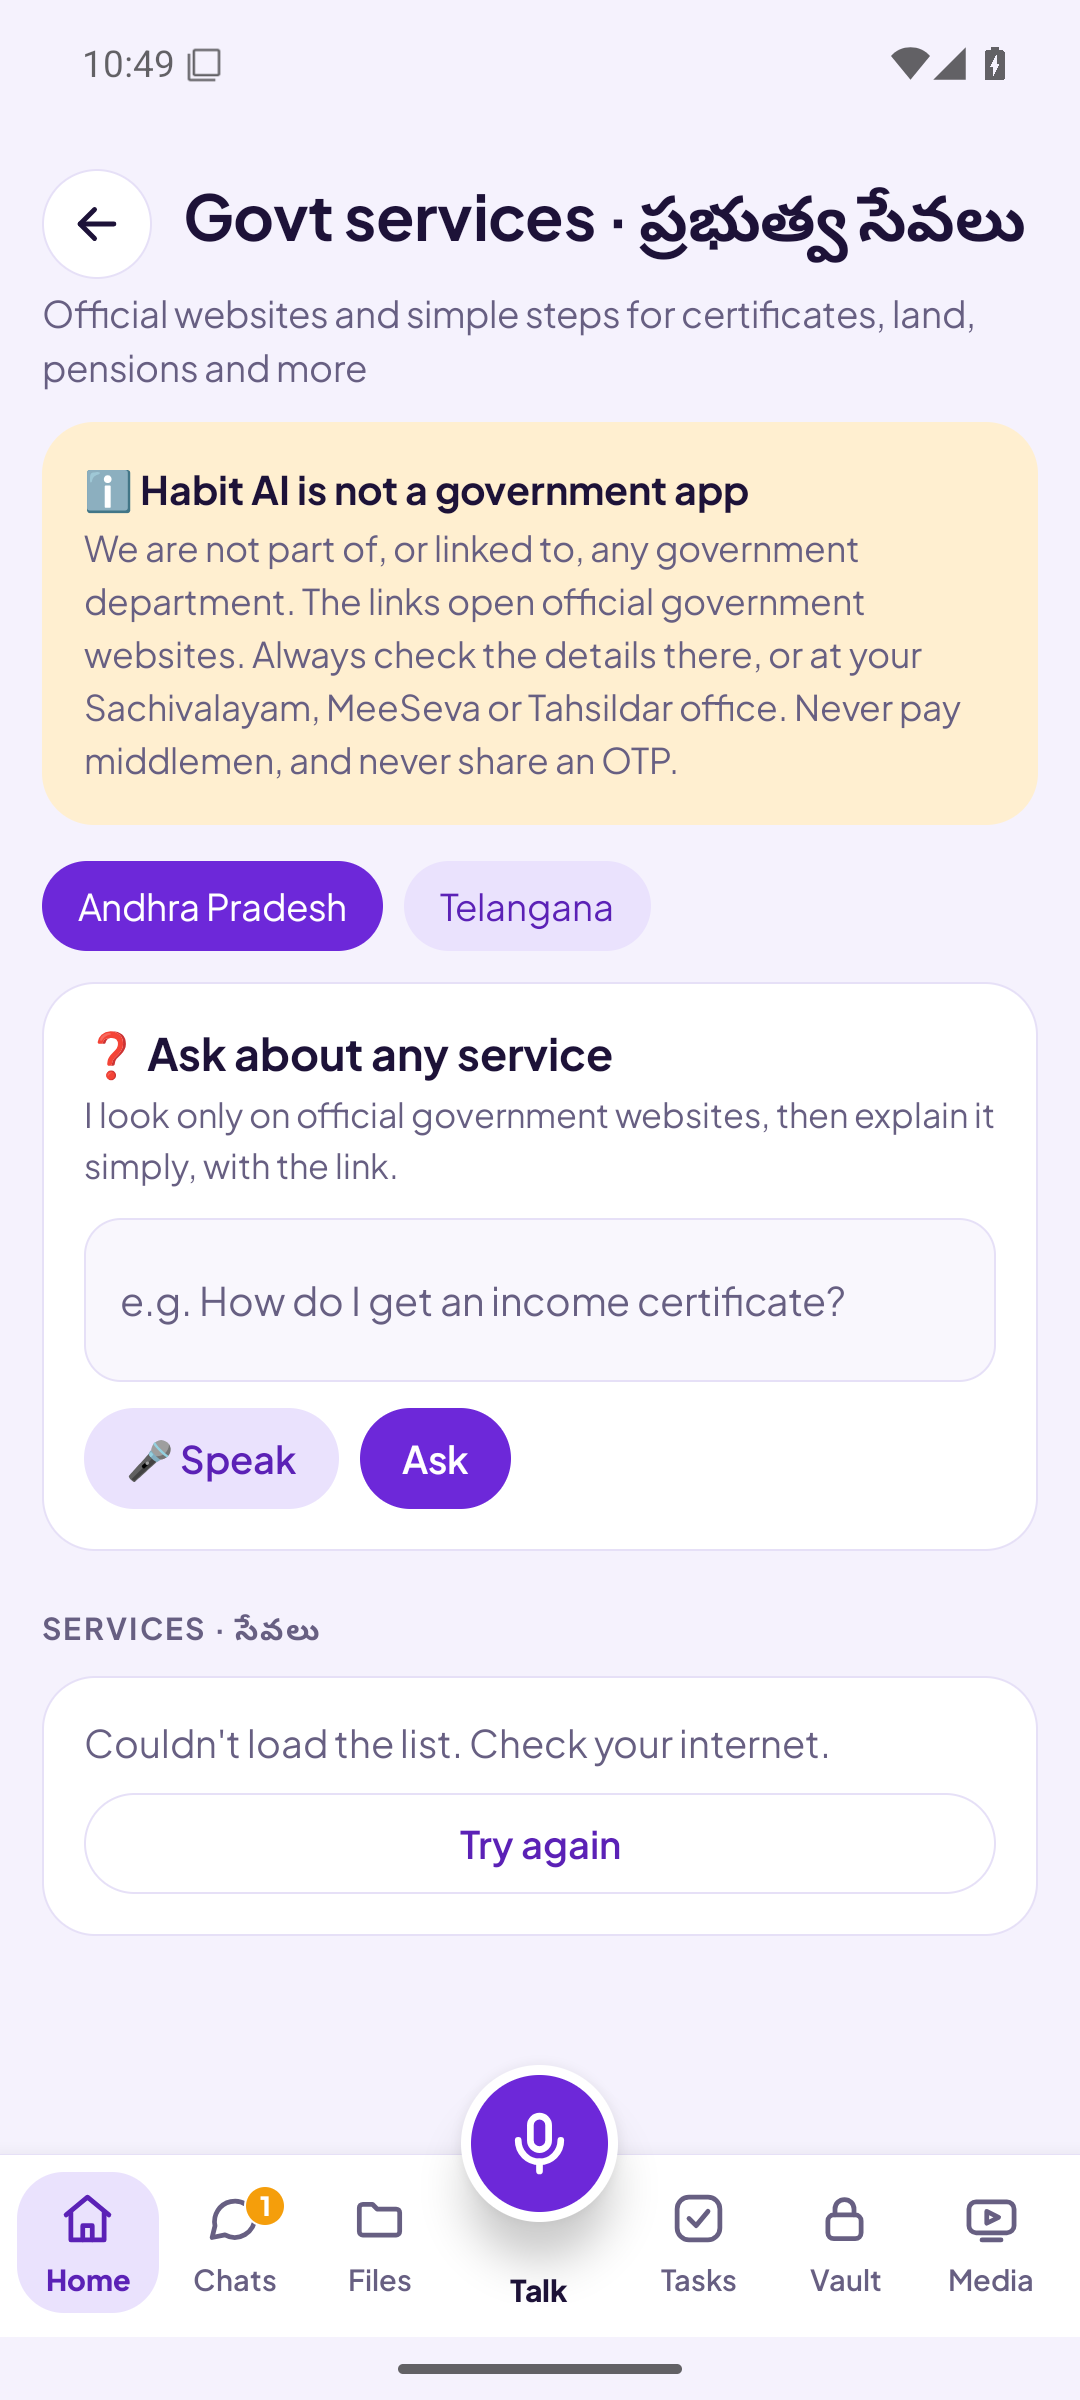 10:49
Govt services · ప్రభుత్వ సేవలు
Official websites and simple steps for certificates, land,
pensions and more
ℹ️ Habit AI is not a government app
We are not part of, or linked to, any government
department. The links open official government
websites. Always check the details there, or at your
Sachivalayam, MeeSeva or Tahsildar office. Never pay
middlemen, and never share an OTP.
Andhra Pradesh
Telangana
❓ Ask about any service
I look only on official government websites, then explain it
simply, with the link.
e.g. How do I get an income certificate?
🎤 Speak
Ask
SERVICES · సేవలు
Couldn't load the list. Check your internet.
Try again
1
Home
Chats
Files
Talk
Tasks
Vault
Media